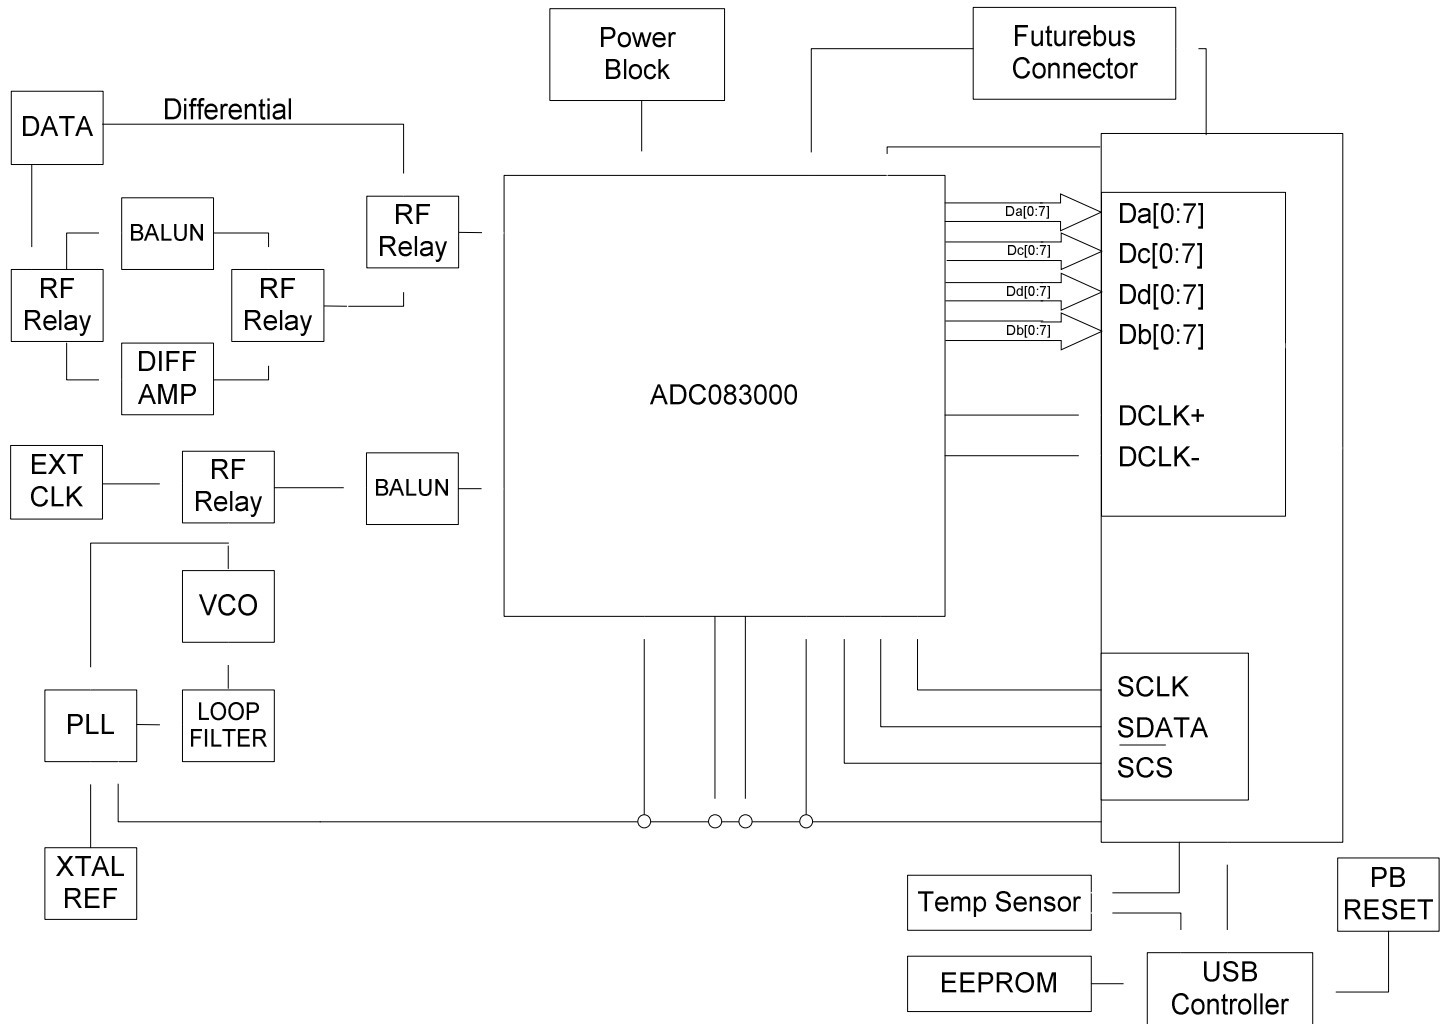 Power
Block
Futurebus
Connector
DATA
Differential
BALUN
RF
Relay
RF
Relay
RF
Relay
DIFF
AMP
EXT
CLK
RF
Relay
BALUN
ADC083000
Da[0:7]
Dc[0:7]
Dd[0:7]
Db[0:7]
Da[0:7]
Dc[0:7]
Dd[0:7]
Db[0:7]
DCLK+
DCLK-
VCO
PLL
LOOP
FILTER
XTAL
REF
SCLK
SDATA
SCS
Temp Sensor
EEPROM
USB
Controller
PB
RESET